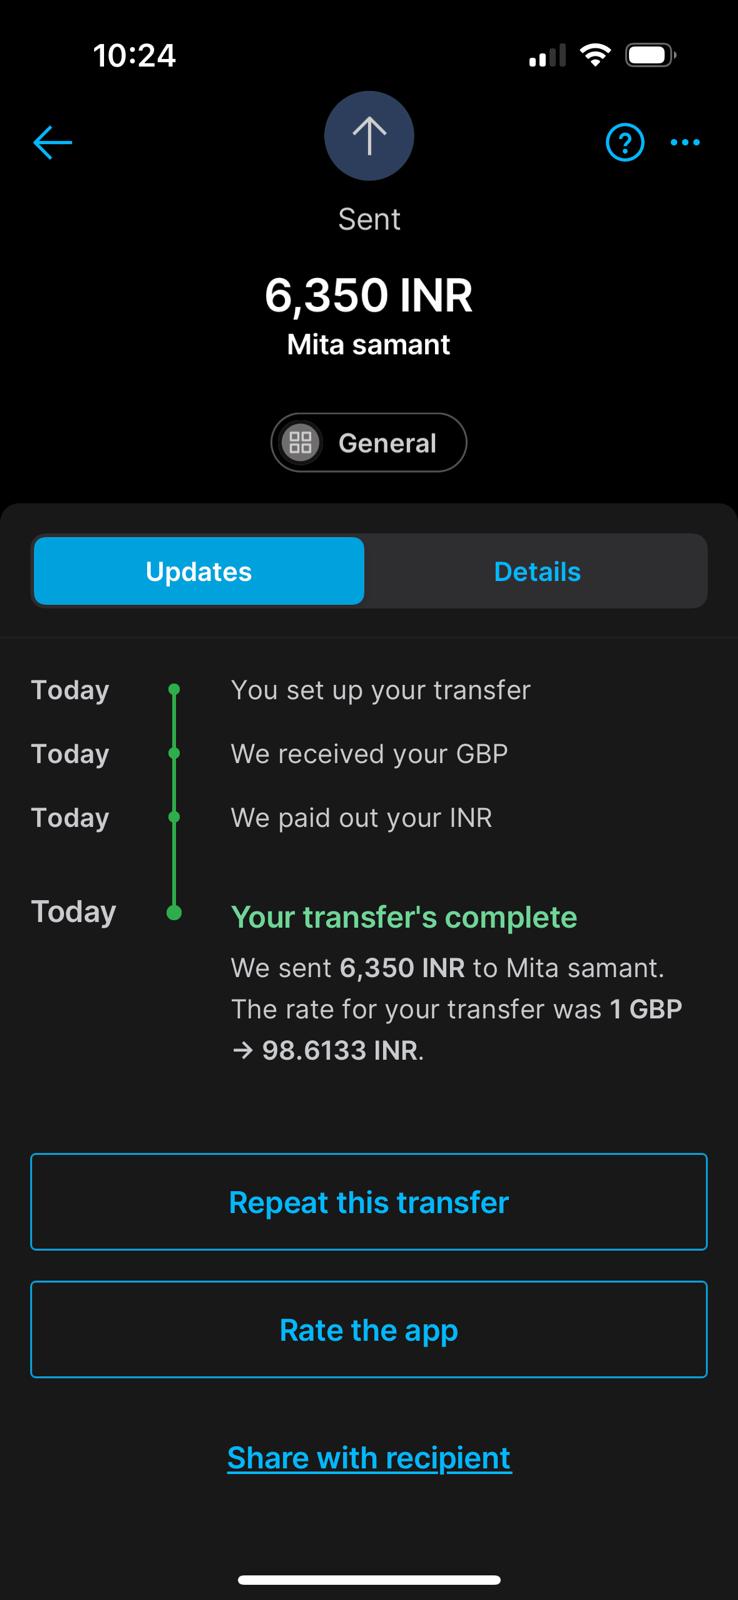 10:24
Sent
6,350 INR
Mita samant
General
Updates
Details
Today
You set up your transfer
Today
We received your GBP
Today
We paid out your INR
Today
Your transfer's complete
We sent 6,350 INR to Mita samant.
The rate for your transfer was 1 GBP
→ 98.6133 INR.
Repeat this transfer
Rate the app
Share with recipient